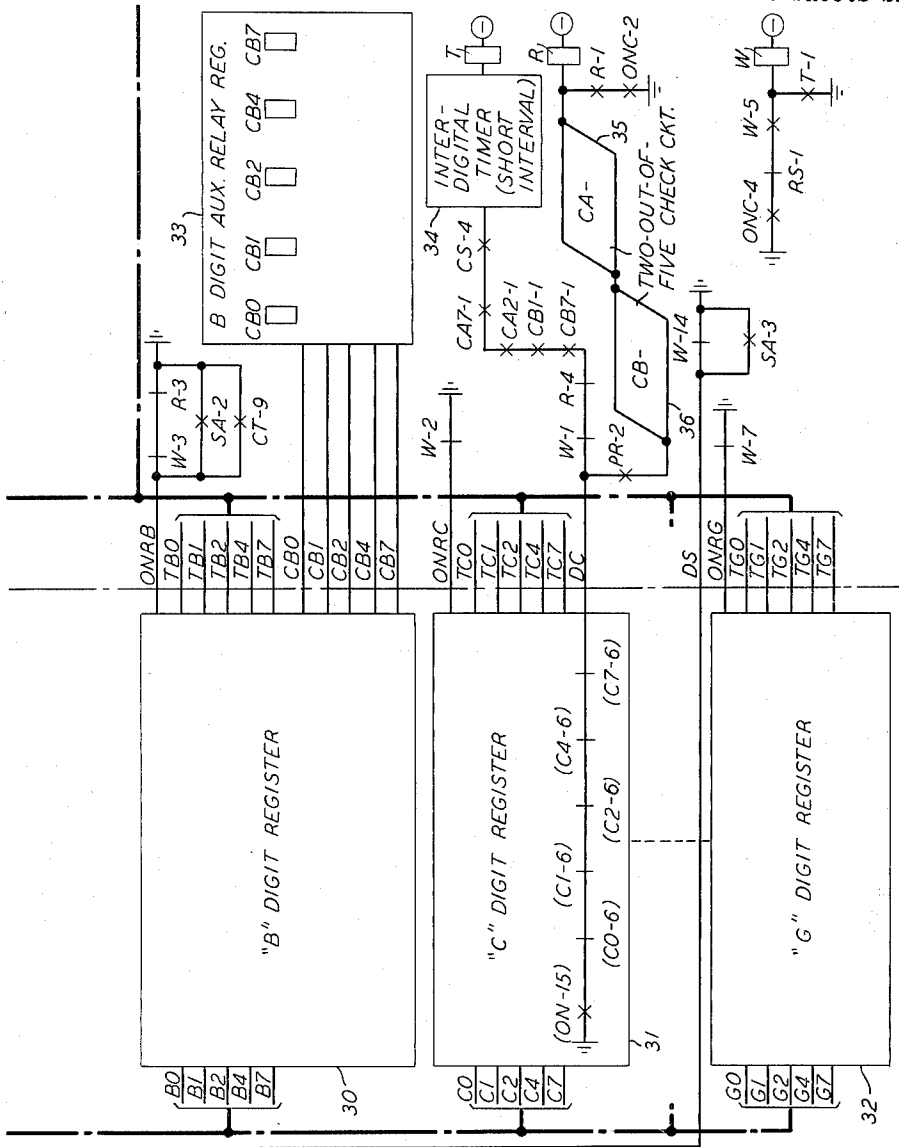 B DIGIT AUX. RELAY REG.
33
CB0
CB1
CB2
CB4
CB7
INTER-
DIGITAL
TIMER
(SHORT
INTERVAL)
34
T
R
R-1
ONC-2
W
T-1
W-5
RS-1
ONC-4
35
CA-
TWO-OUT-OF-
FIVE CHECK CKT.
CB-
36
CS-4
CA7-1
CA2-1
CB1-1
CB7-1
R-4
W-1
PR-2
W-14
SA-3
W-7
W-2
R-3
W-3
SA-2
CT-9
ONRB
TB0
TB1
TB2
TB4
TB7
CB0
CB1
CB2
CB4
CB7
ONRC
TC0
TC1
TC2
TC4
TC7
DC
DS
ONRG
TG0
TG1
TG2
TG4
TG7
"B" DIGIT REGISTER
30
B0
B1
B2
B4
B7
"C" DIGIT REGISTER
31
(ON-15)
(C0-6)
(C1-6)
(C2-6)
(C4-6)
(C7-6)
C0
C1
C2
C4
C7
"G" DIGIT REGISTER
32
G0
G1
G2
G4
G7